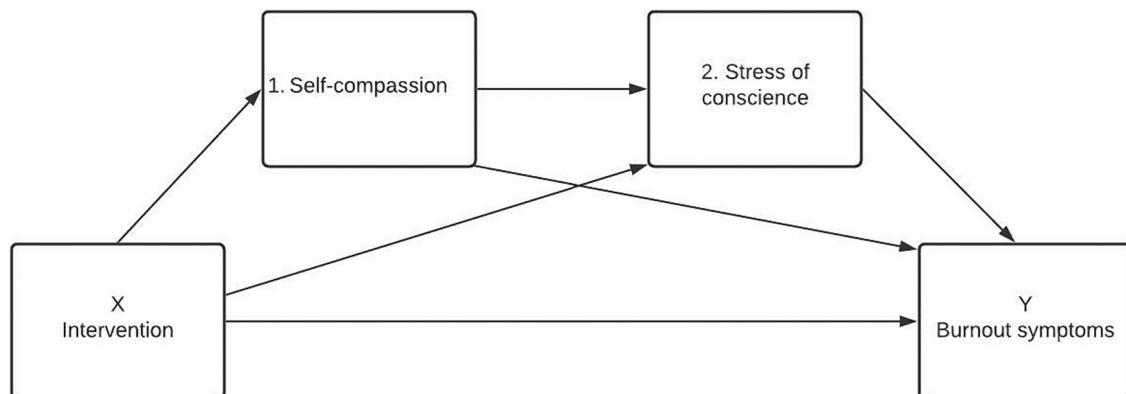 1. Self-compassion
2. Stress of
conscience
X
Intervention
Y
Burnout symptoms